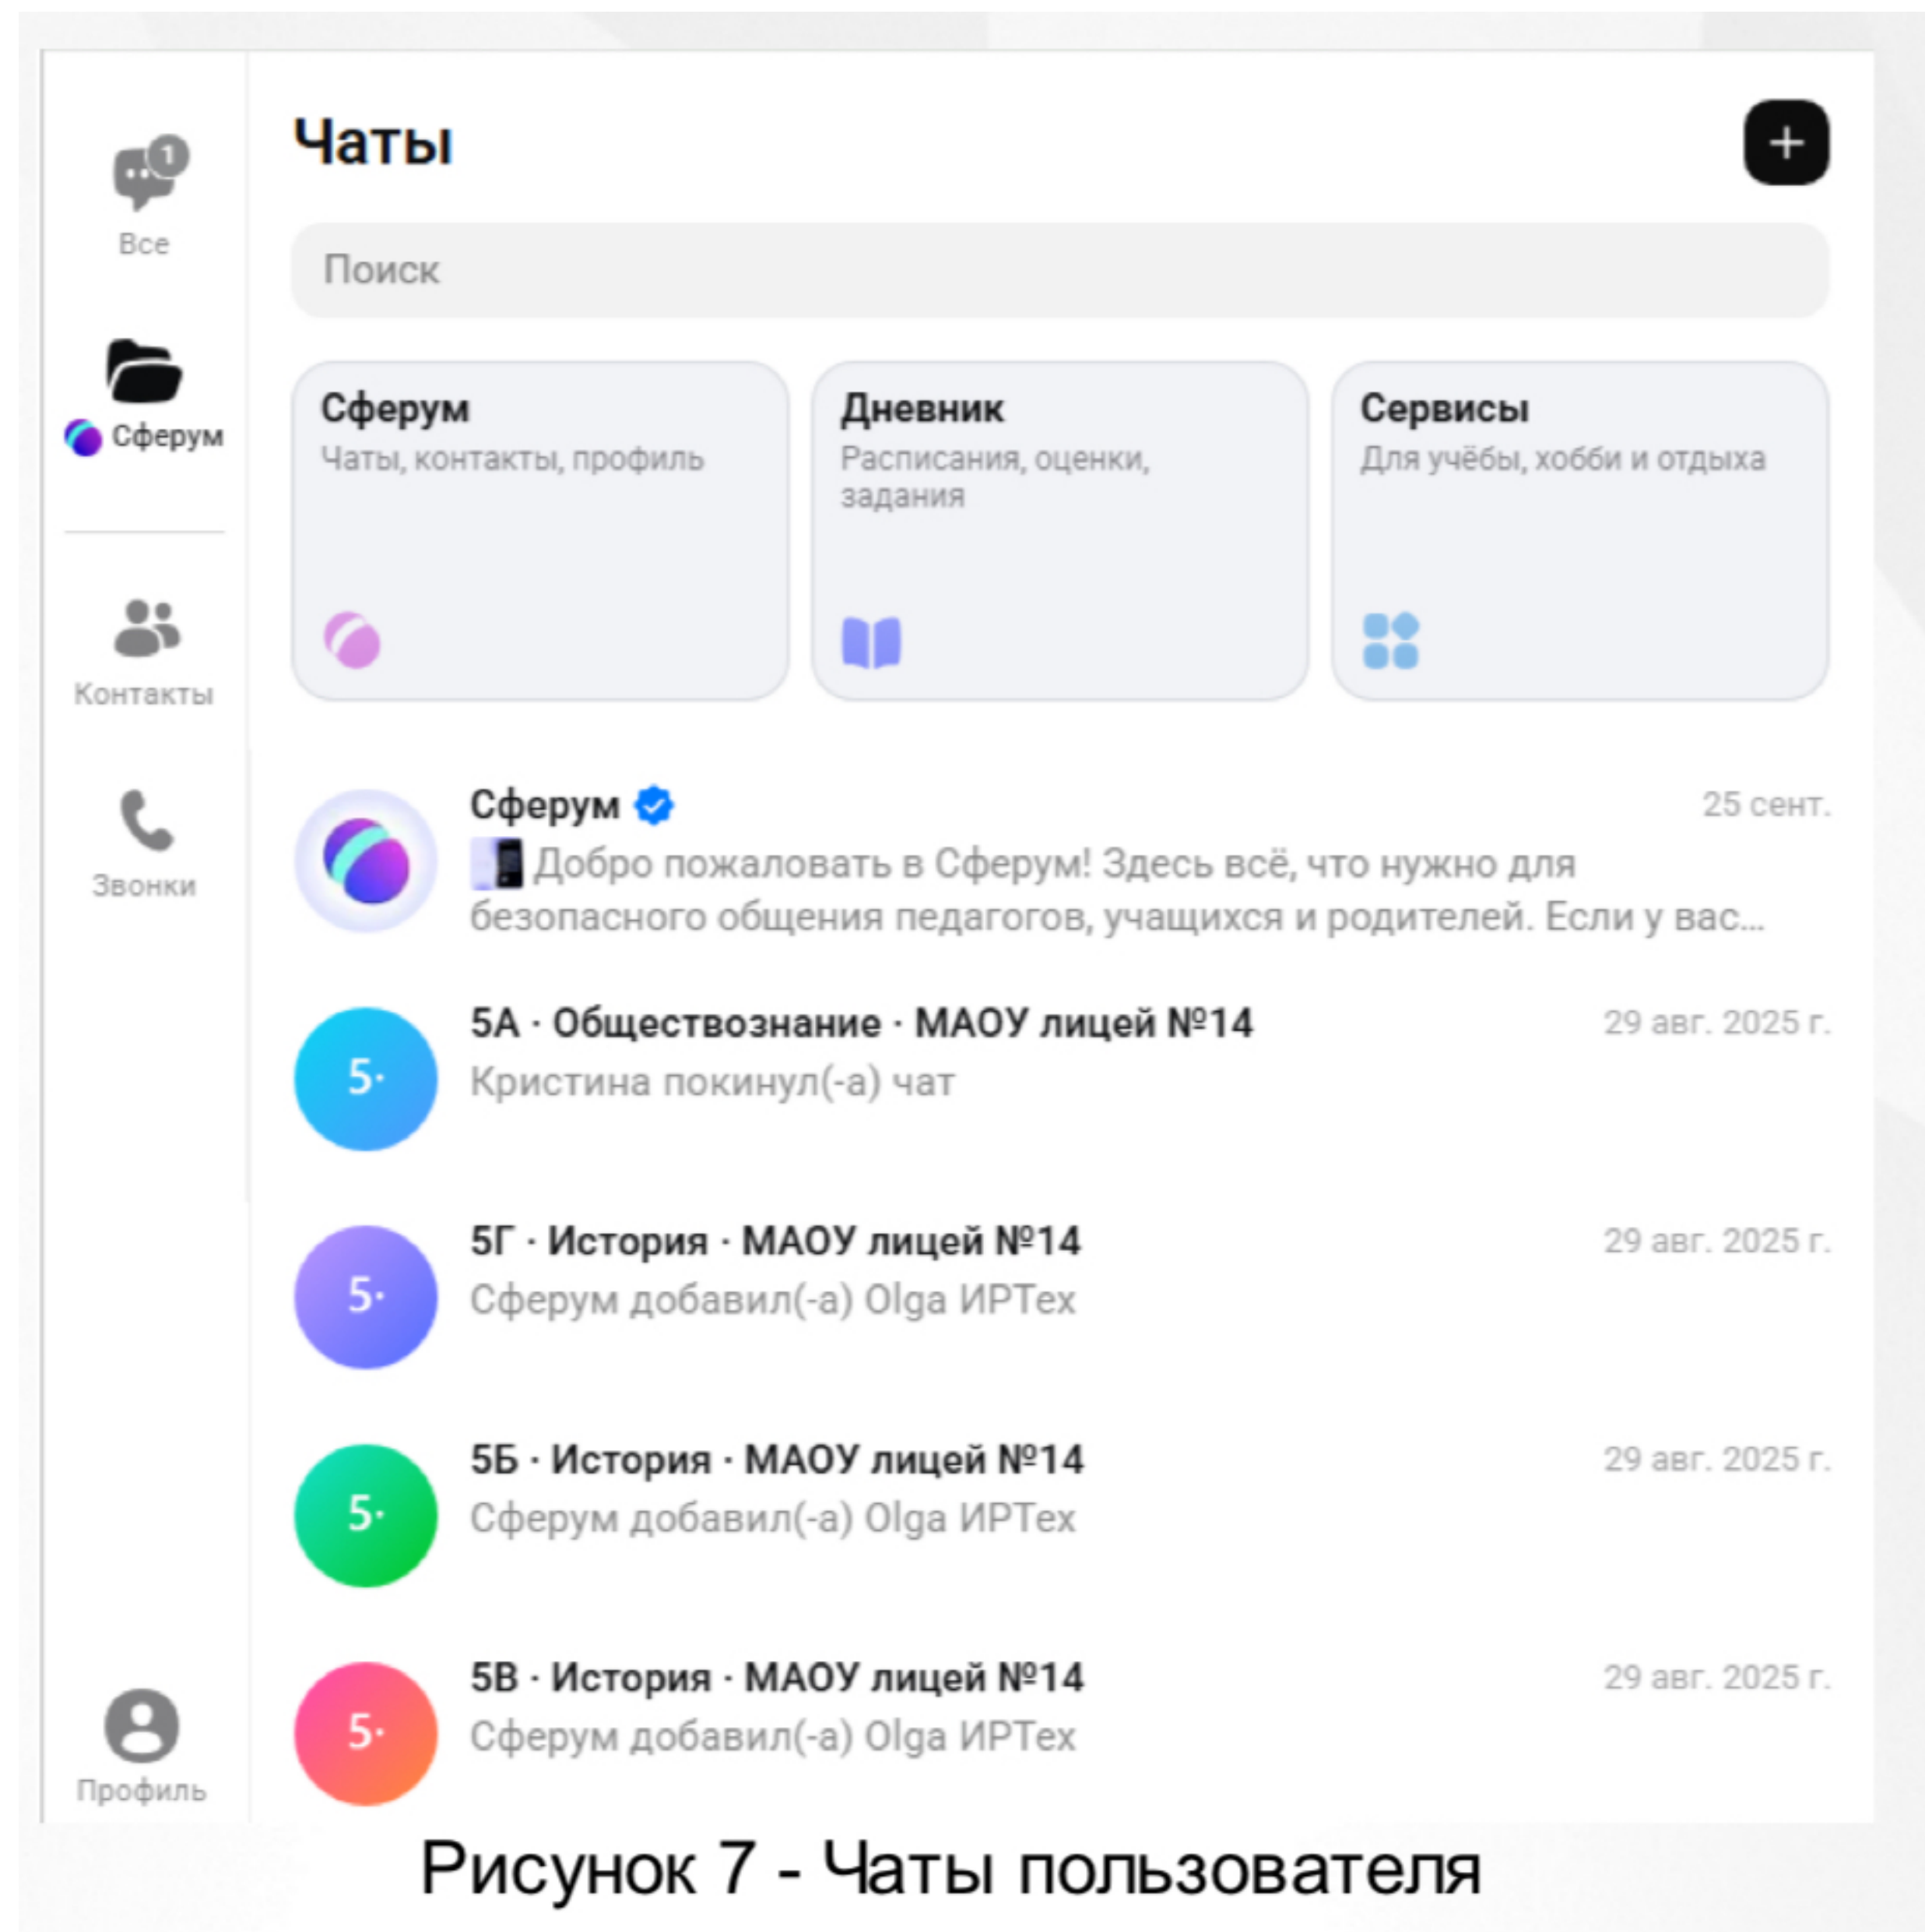 1
Все
Сферум
Контакты
Звонки
Профиль
Чаты
+
Поиск
Сферум
Чаты, контакты, профиль
Дневник
Расписания, оценки,
задания
Сервисы
Для учёбы, хобби и отдыха
Сферум
25 сент.
Добро пожаловать в Сферум! Здесь всё, что нужно для
безопасного общения педагогов, учащихся и родителей. Если у вас...
5·
5А · Обществознание · МАОУ лицей №14
29 авг. 2025 г.
Кристина покинул(-а) чат
5·
5Г · История · МАОУ лицей №14
29 авг. 2025 г.
Сферум добавил(-а) Olga ИРТех
5·
5Б · История · МАОУ лицей №14
29 авг. 2025 г.
Сферум добавил(-а) Olga ИРТех
5·
5В · История · МАОУ лицей №14
29 авг. 2025 г.
Сферум добавил(-а) Olga ИРТех
Рисунок 7 - Чаты пользователя